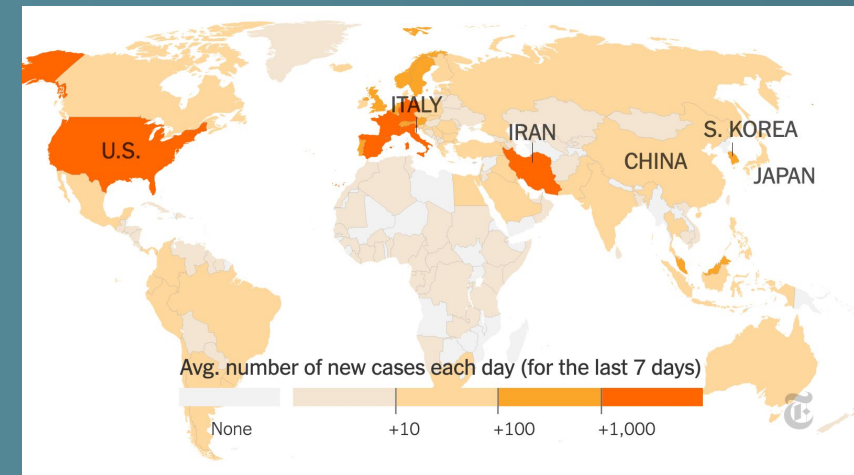 ITALY
IRAN
S. KOREA
U.S.
CHINA
JAPAN
Avg. number of new cases each day (for the last 7 days)
None +10 +100 +1,000